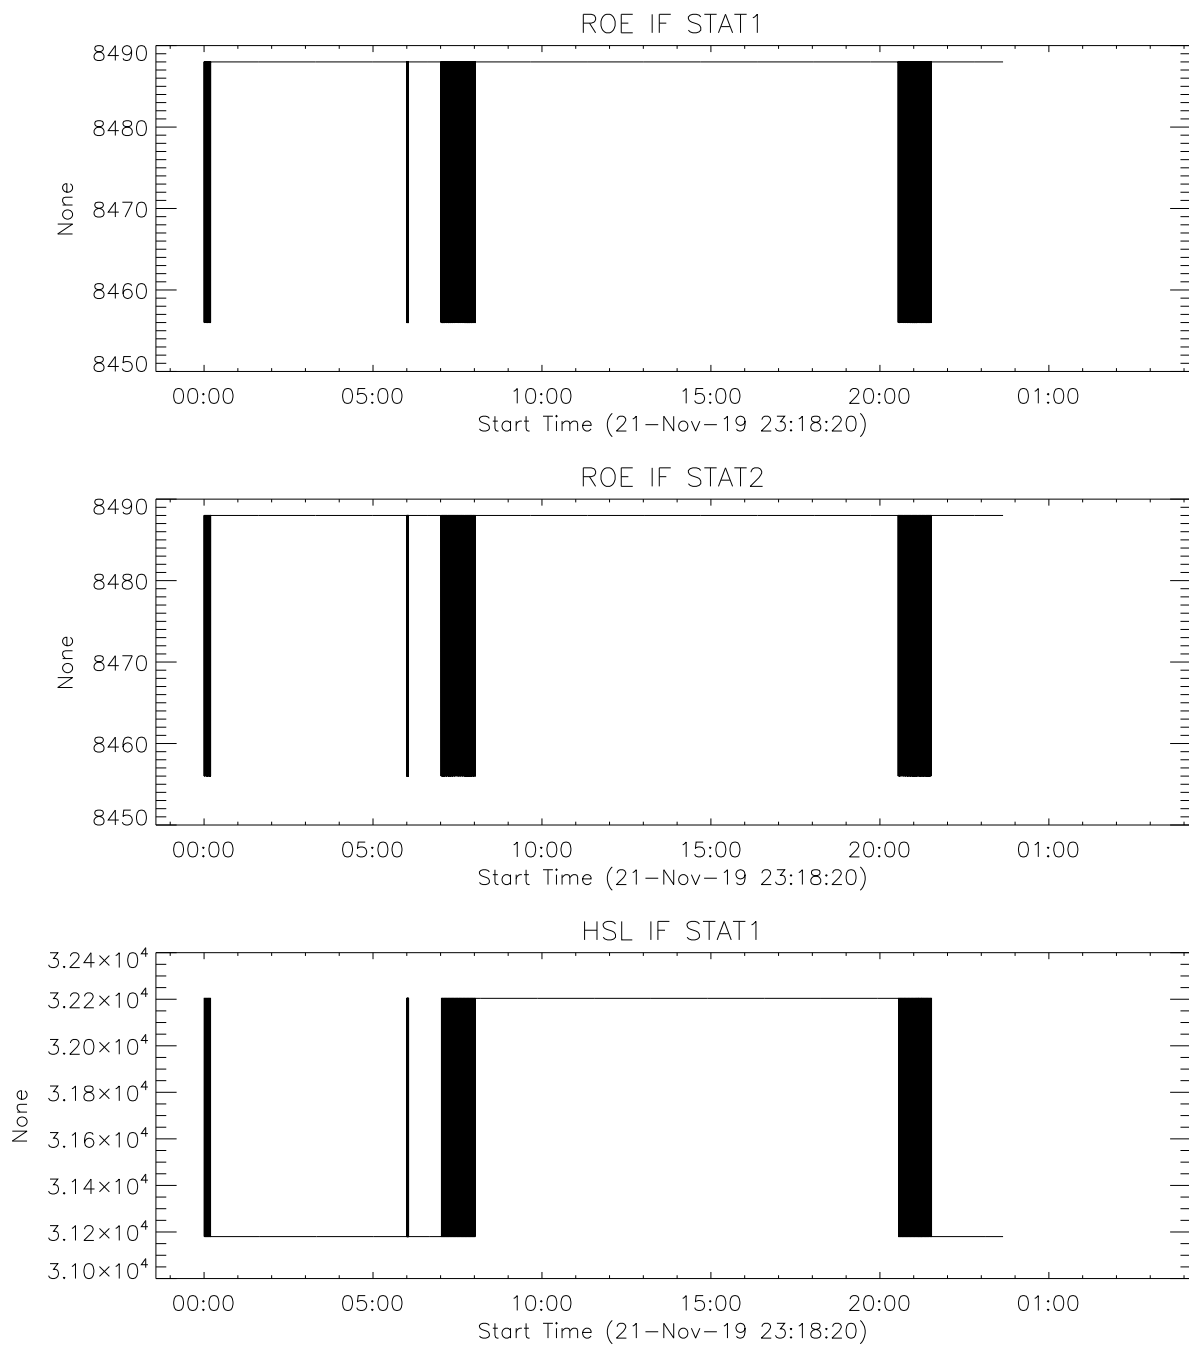 ROE IF STAT1
8490
8480
8470
8460
8450
None
00:00 05:00 10:00 15:00 20:00 01:00
Start Time (21-Nov-19 23:18:20)
ROE IF STAT2
8490
8480
8470
8460
8450
None
00:00 05:00 10:00 15:00 20:00 01:00
Start Time (21-Nov-19 23:18:20)
HSL IF STAT1
3.24×10⁴
3.22×10⁴
3.20×10⁴
3.18×10⁴
3.16×10⁴
3.14×10⁴
3.12×10⁴
3.10×10⁴
None
00:00 05:00 10:00 15:00 20:00 01:00
Start Time (21-Nov-19 23:18:20)